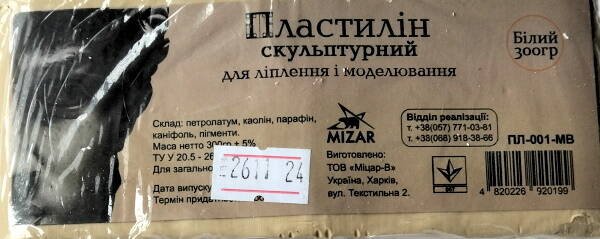 Пластилін
скульптурний
для ліплення і моделювання
Білий
300гр
Склад: петролатум, каолін, парафін,
каніфоль, пігменти.
Маса нетто 300гр ± 5%
ТУ У 20.5 - 26
Для загально
Дата випуску
Термін придат
2611 24
MIZAR
Виготовлено:
ТОВ «Міцар-В»
Україна, Харків,
вул. Текстильна 2.
Відділ реалізації:
т. +38(057) 771-03-81
т. +38(068) 918-38-66
ПЛ-001-МВ
4 820226 920199